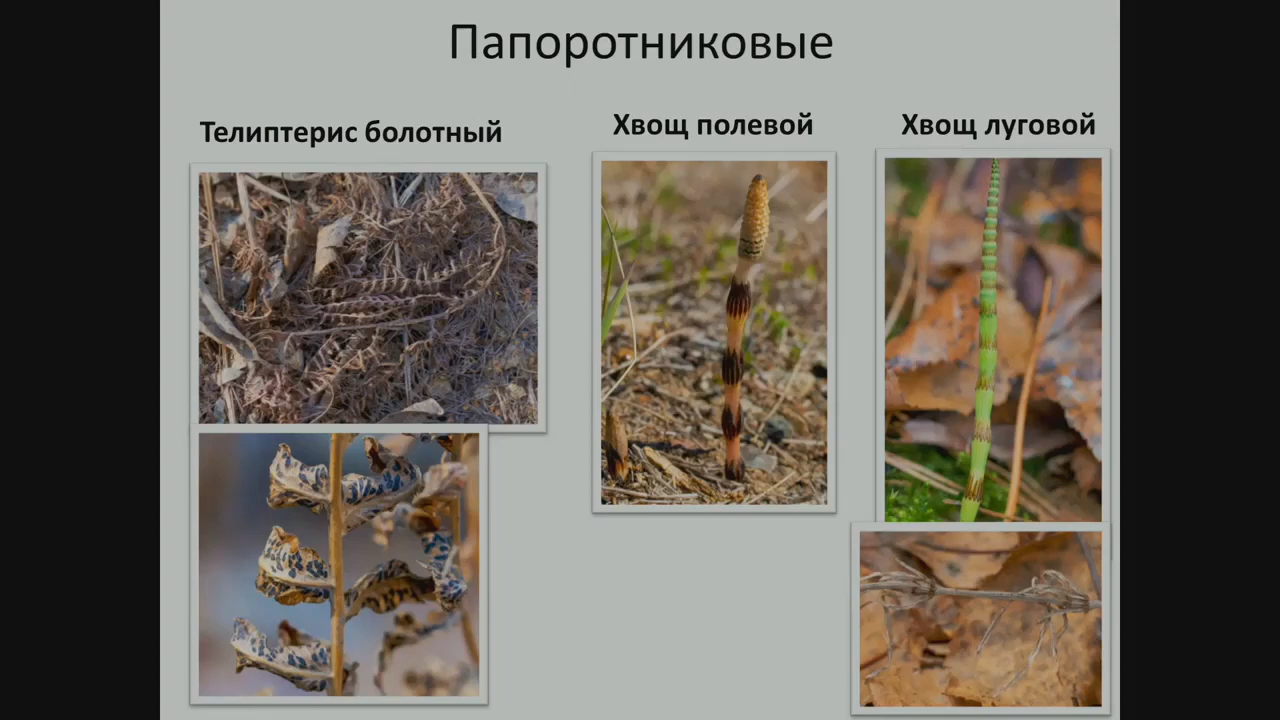 Папоротниковые
Телиптерис болотный
Хвощ полевой
Хвощ луговой